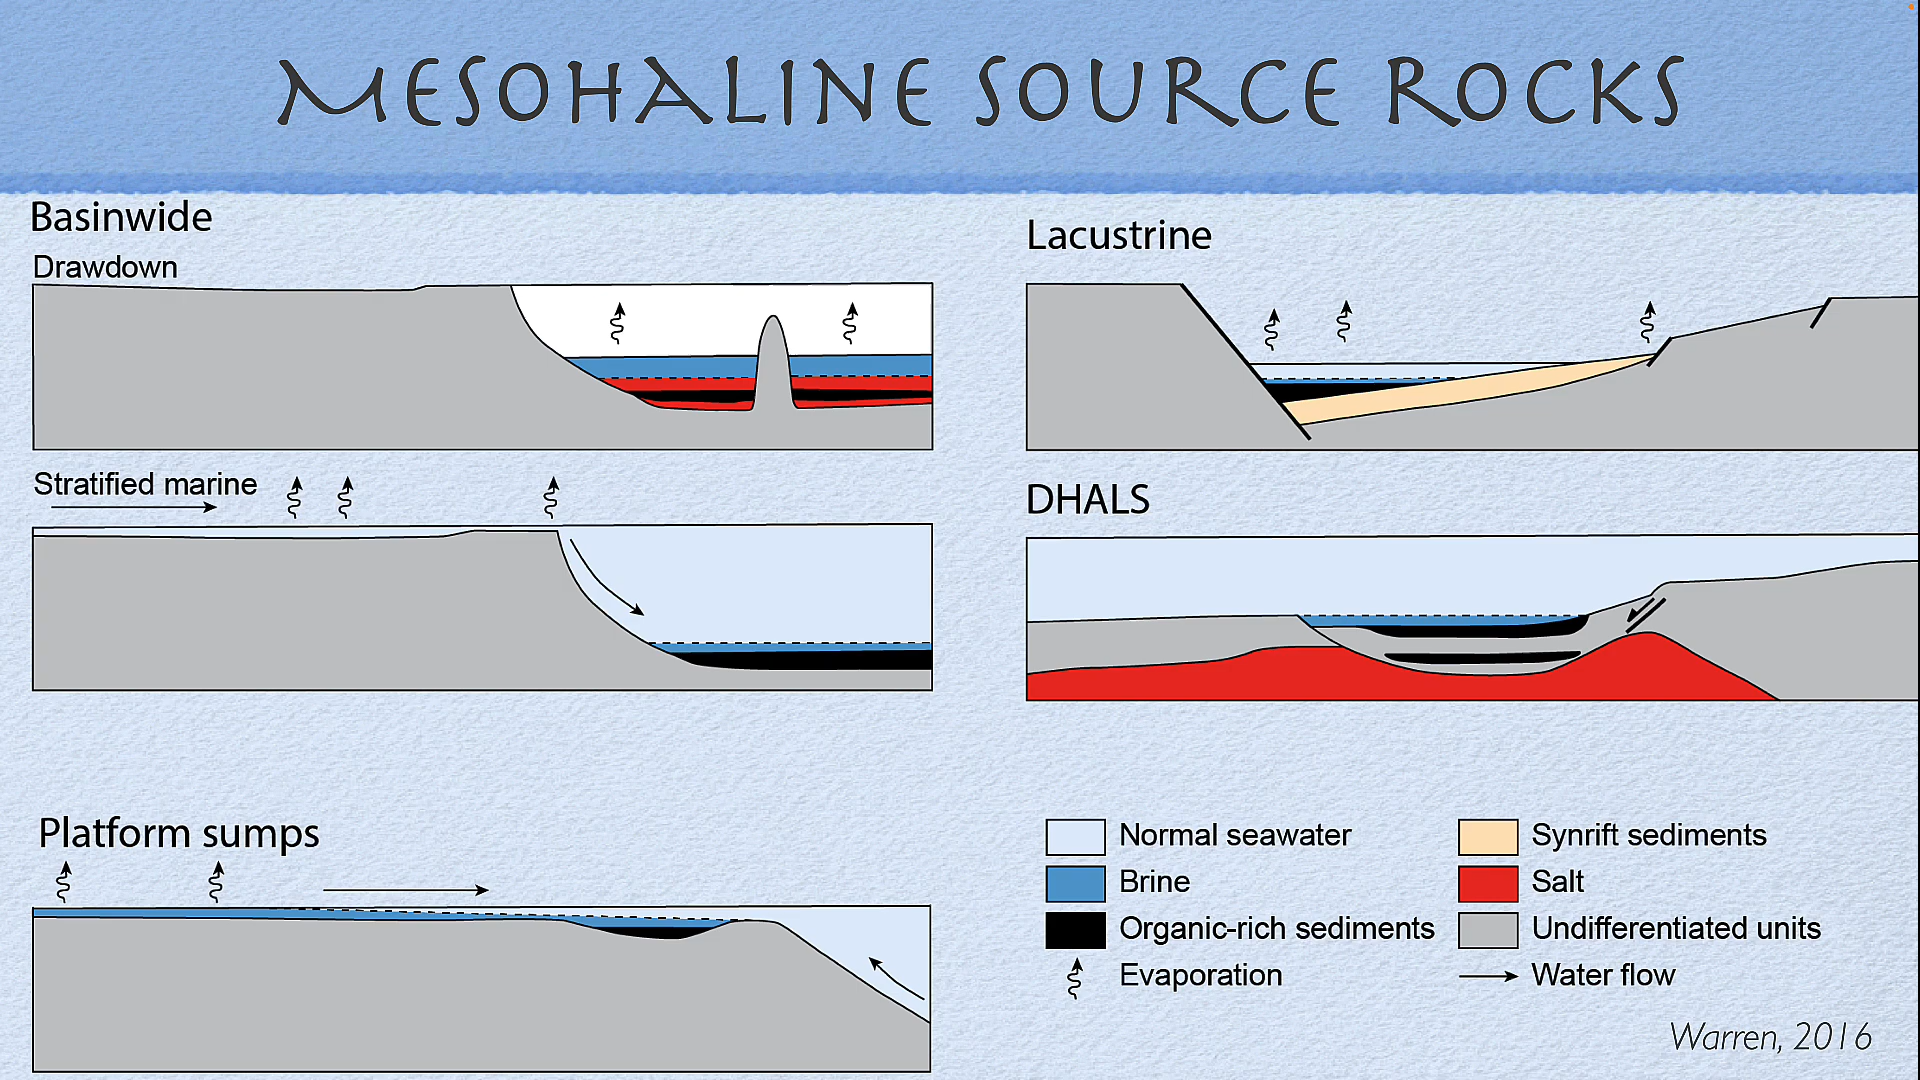 MESOHALINE SOURCE ROCKS
Basinwide
Drawdown
Stratified marine
Platform sumps
Lacustrine
DHALS
Normal seawater
Brine
Organic-rich sediments
Evaporation
Synrift sediments
Salt
Undifferentiated units
Water flow
Warren, 2016